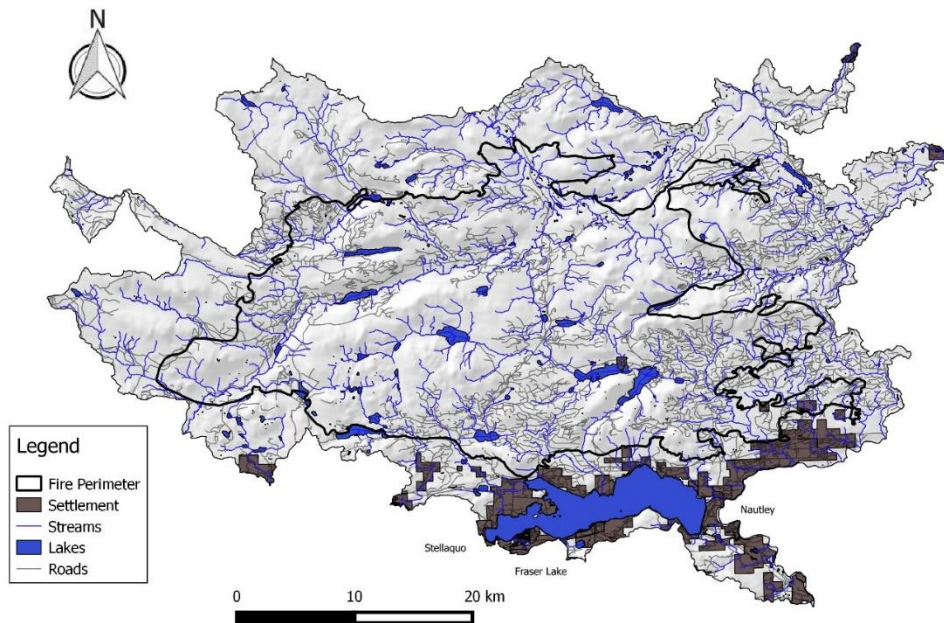 N
Legend
Fire Perimeter
Settlement
Streams
Lakes
Roads
Nautley
Stellaquo
Fraser Lake
0 10 20 km